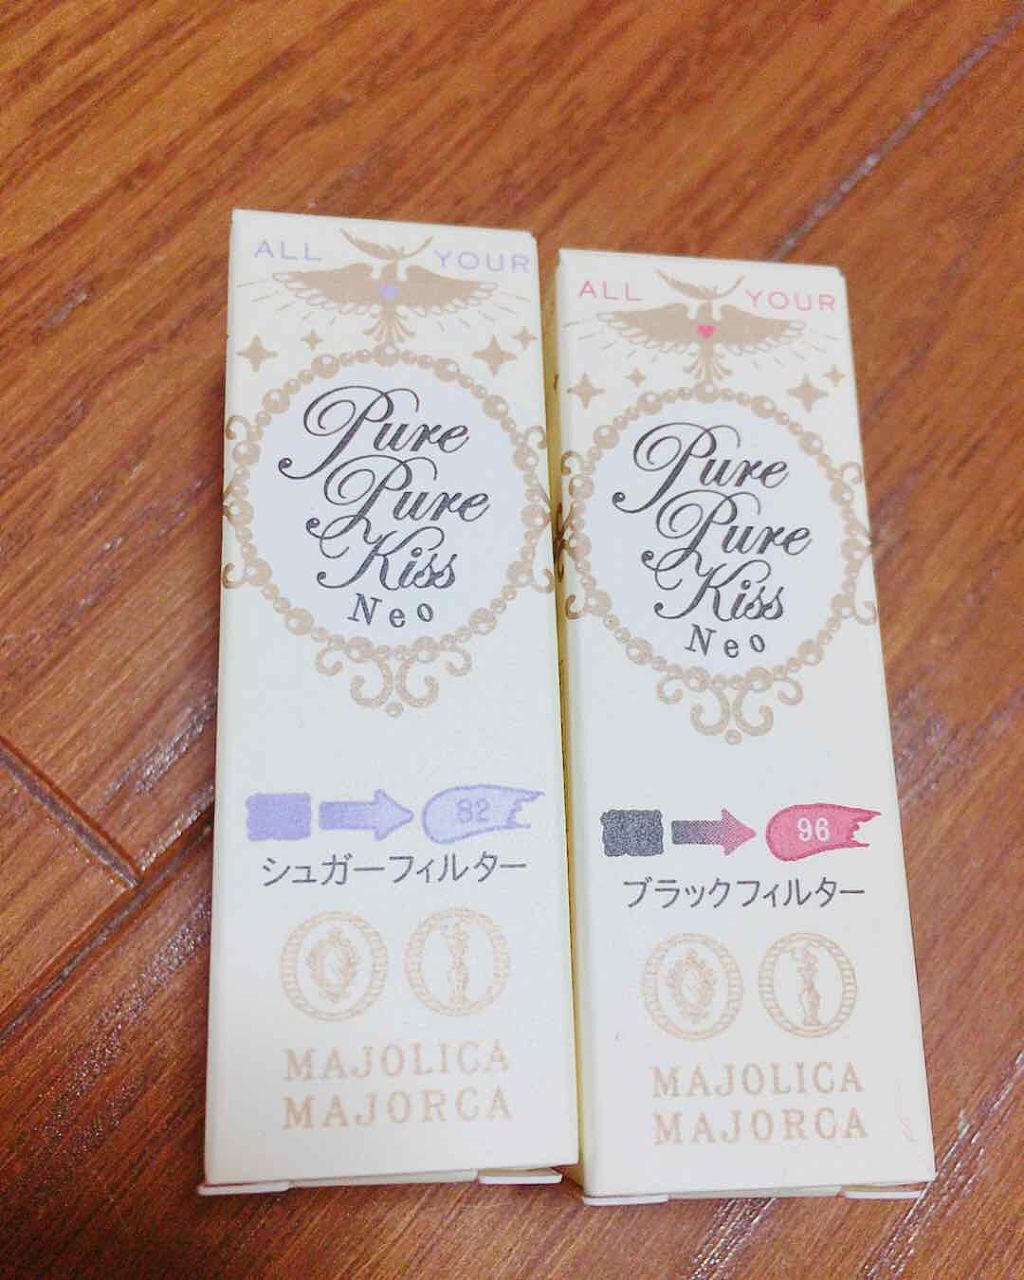 ALL YOUR
Pure
Pure
Kiss
Neo
82
シュガーフィルター
MAJOLICA
MAJORCA
ALL YOUR
Pure
Pure
Kiss
Neo
96
ブラックフィルター
MAJOLICA
MAJORCA